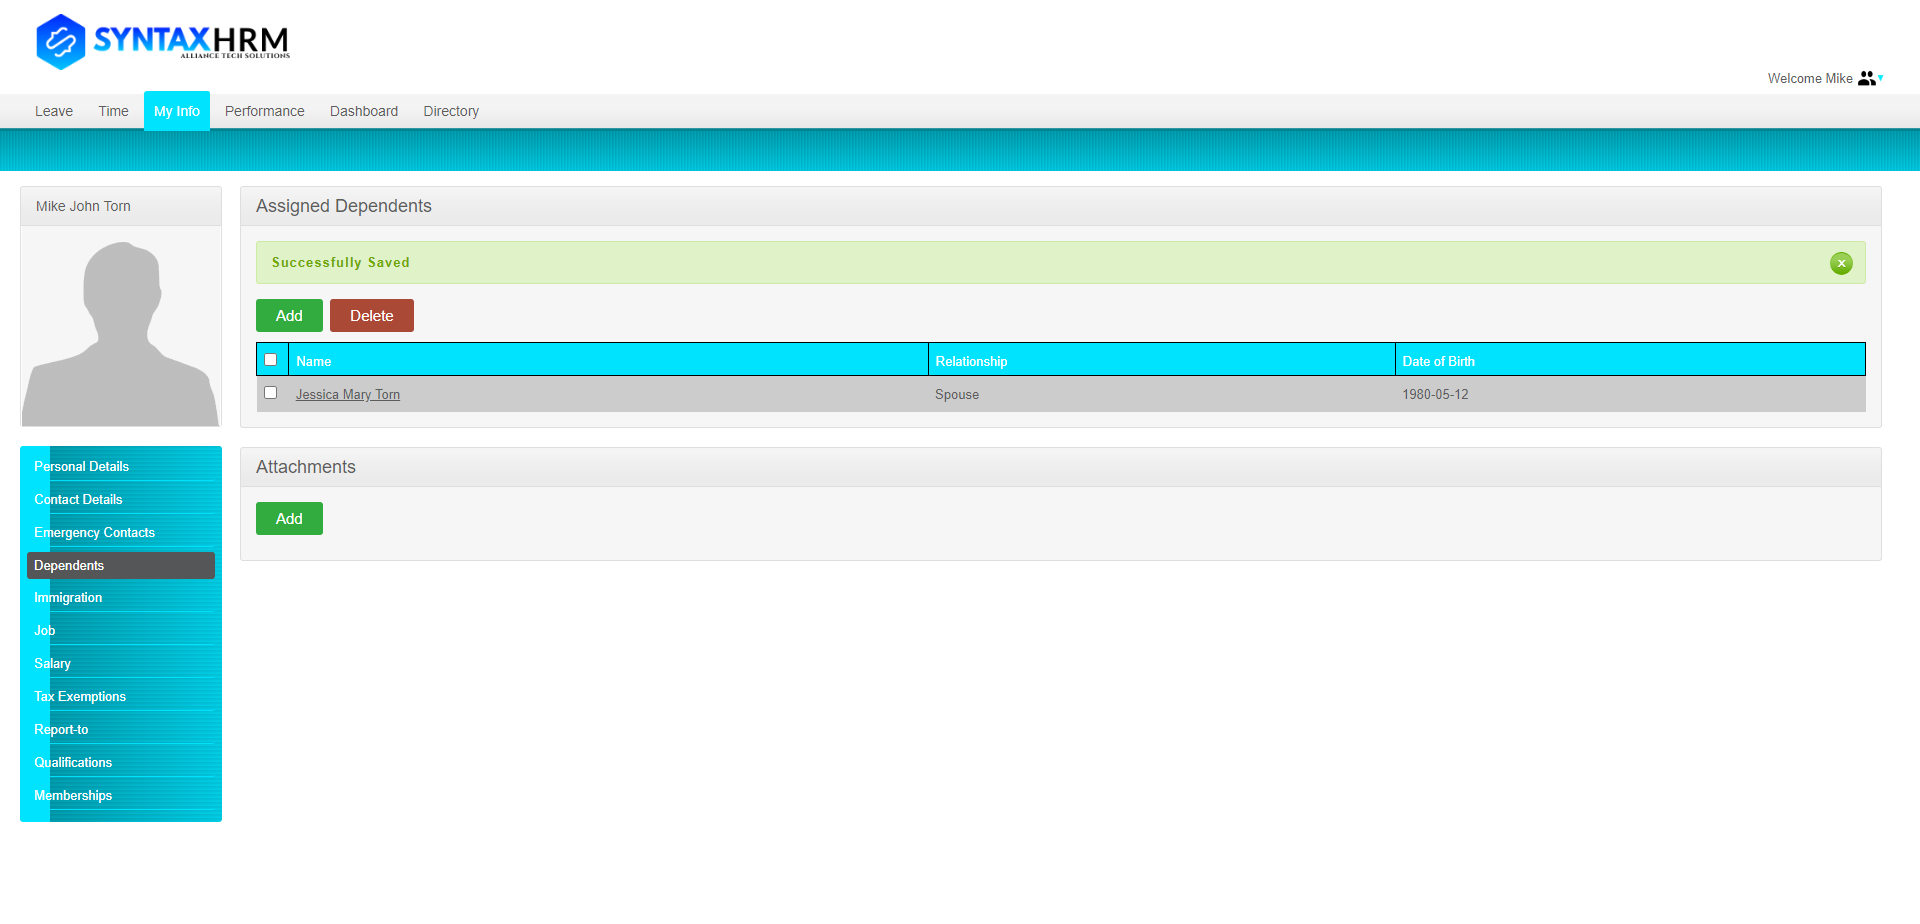 SYNTAXHRM
ALLIANCE TECH SOLUTIONS
Welcome Mike
Leave Time My Info Performance Dashboard Directory
Mike John Torn
Assigned Dependents
Successfully Saved
x
Add Delete
Name Relationship Date of Birth
Jessica Mary Torn Spouse 1980-05-12
Personal Details
Contact Details
Emergency Contacts
Dependents
Immigration
Job
Salary
Tax Exemptions
Report-to
Qualifications
Memberships
Attachments
Add